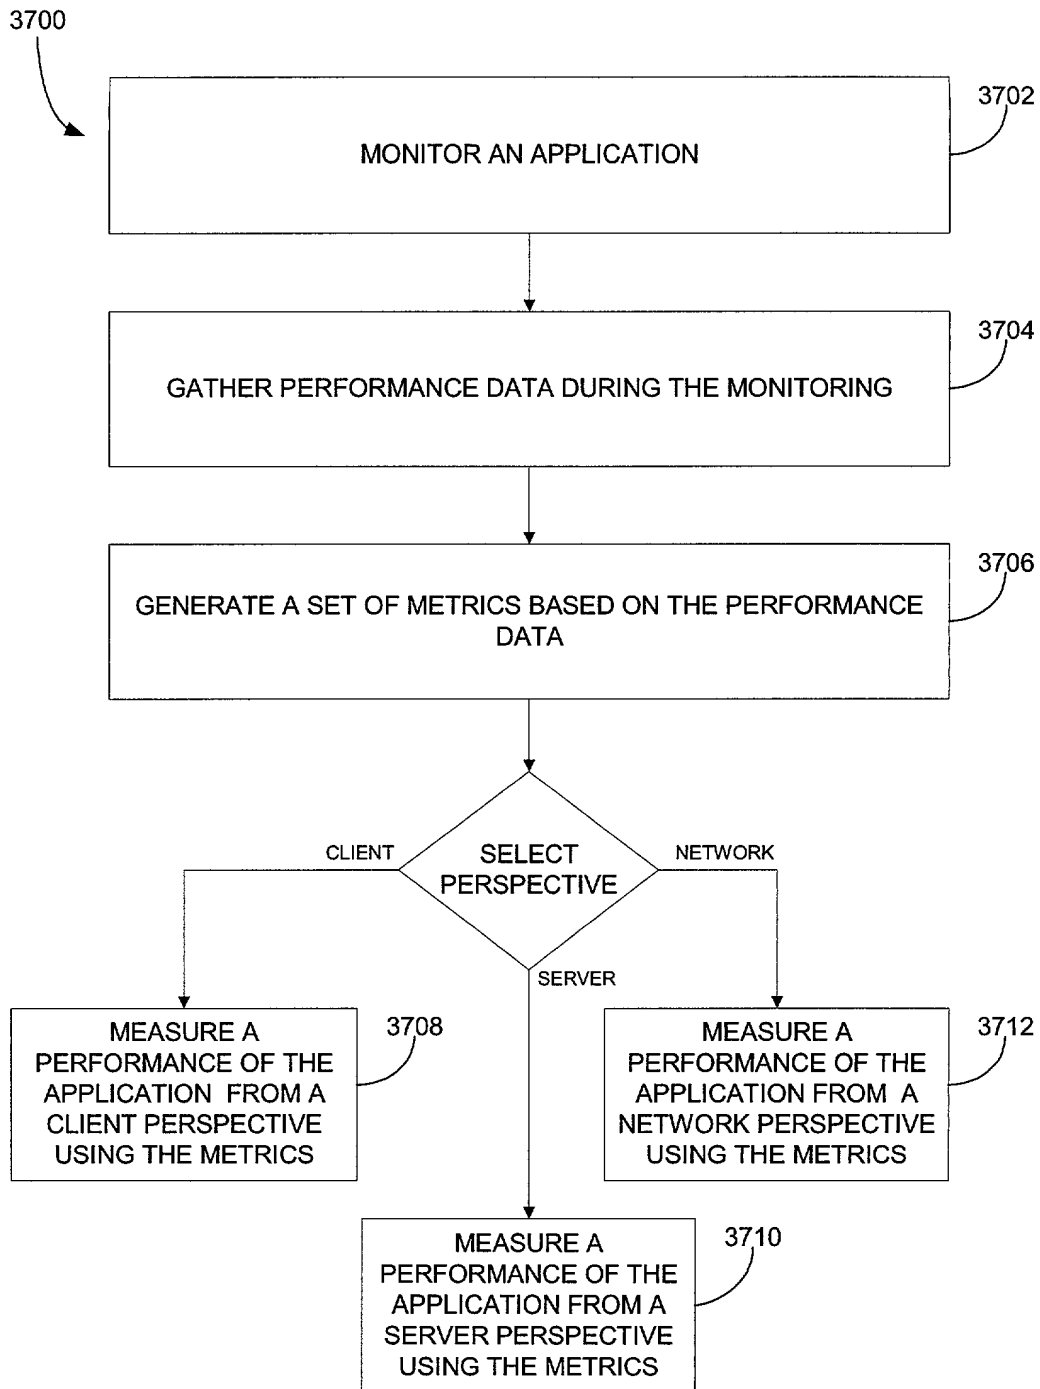 3700
3702
MONITOR AN APPLICATION
3704
GATHER PERFORMANCE DATA DURING THE MONITORING
3706
GENERATE A SET OF METRICS BASED ON THE PERFORMANCE
DATA
CLIENT
SELECT
PERSPECTIVE
NETWORK
SERVER
MEASURE A
PERFORMANCE OF THE
APPLICATION FROM A
CLIENT PERSPECTIVE
USING THE METRICS
3708
MEASURE A
PERFORMANCE OF THE
APPLICATION FROM A
NETWORK PERSPECTIVE
USING THE METRICS
3712
MEASURE A
PERFORMANCE OF THE
APPLICATION FROM A
SERVER PERSPECTIVE
USING THE METRICS
3710